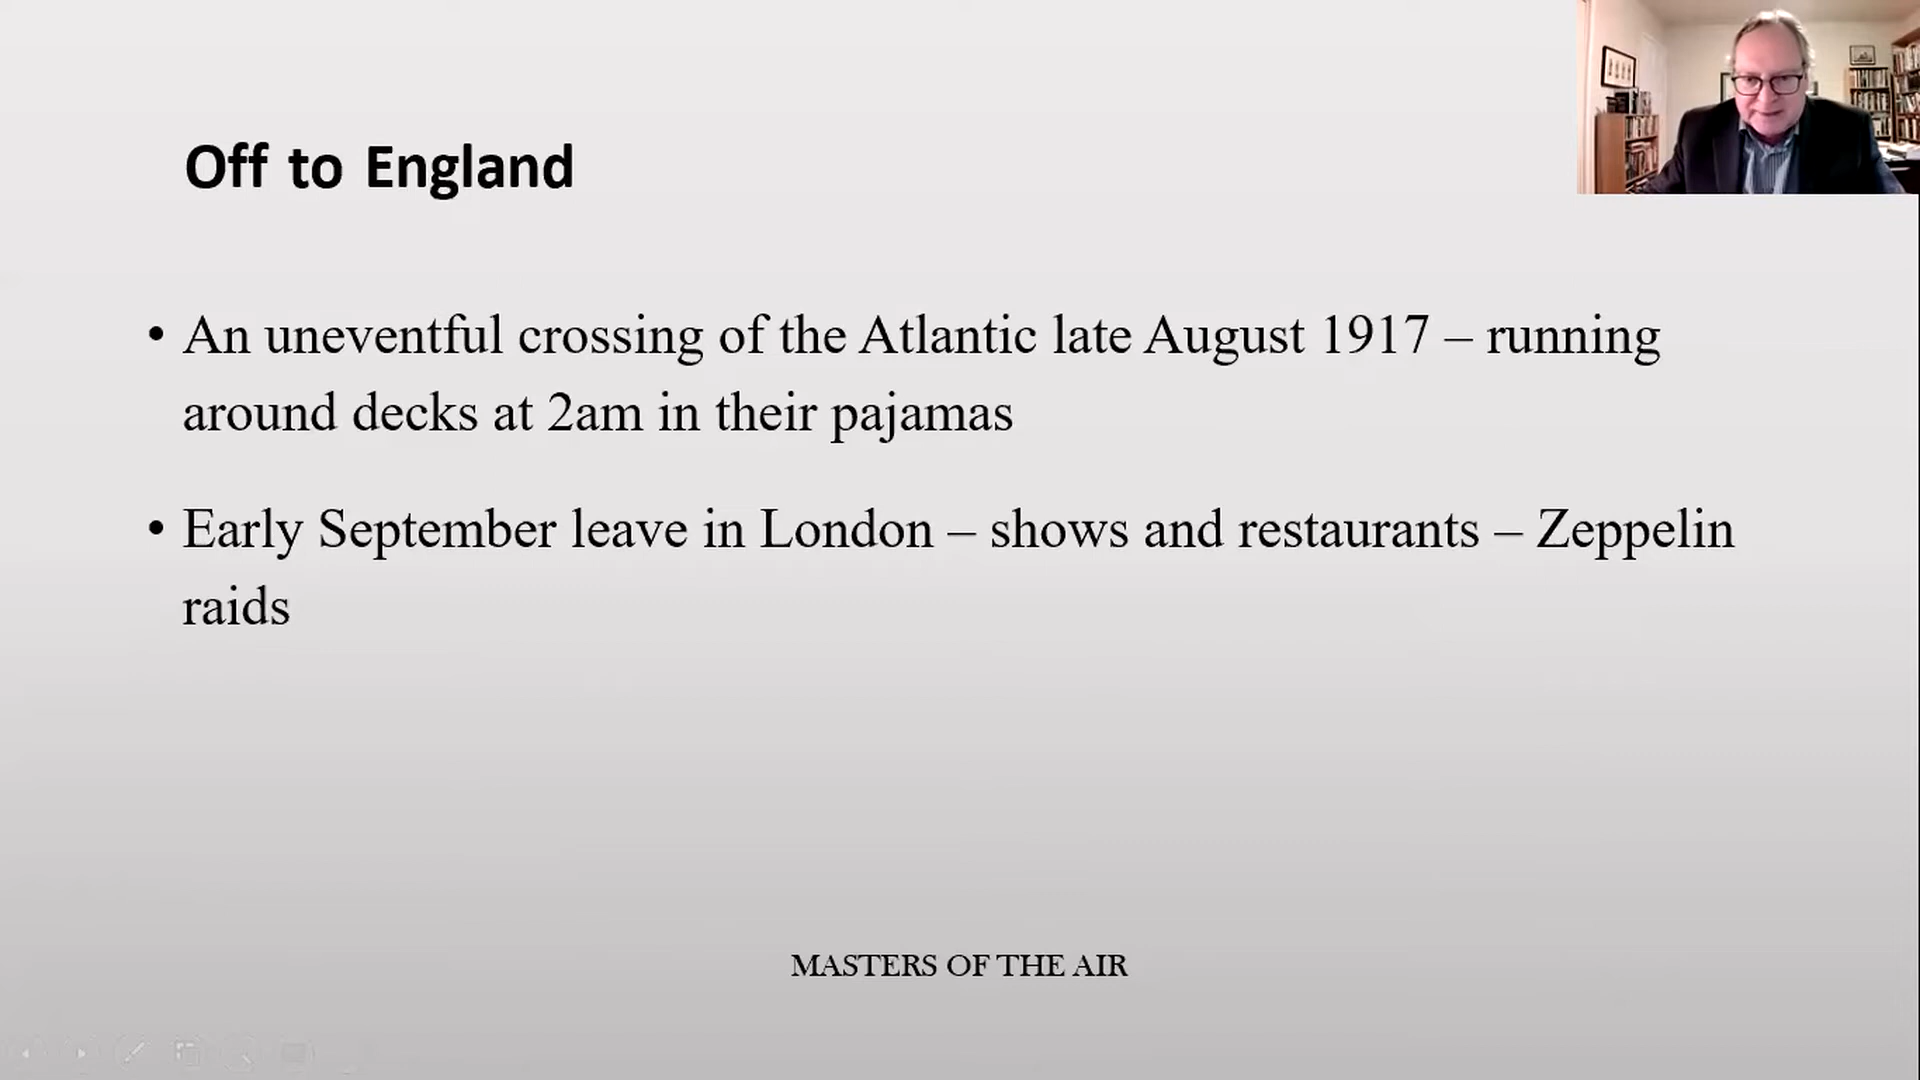 Off to England
• An uneventful crossing of the Atlantic late August 1917 – running
around decks at 2am in their pajamas
• Early September leave in London – shows and restaurants – Zeppelin
raids
MASTERS OF THE AIR